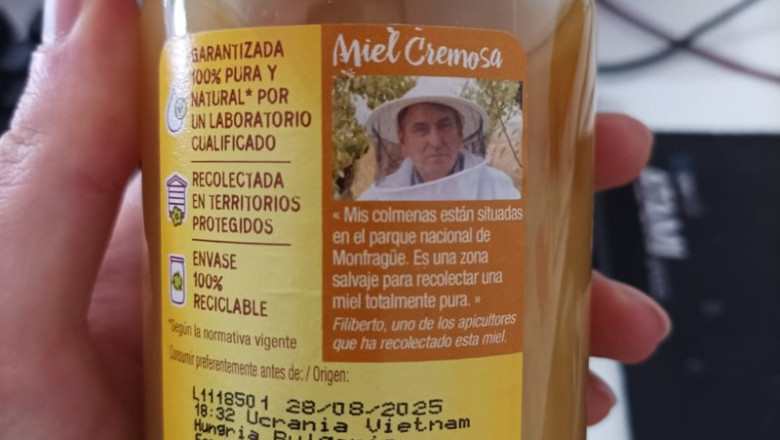 GARANTIZADA
100% PURA Y
NATURAL* POR
UN LABORATORIO
CUALIFICADO
RECOLECTADA
EN TERRITORIOS
PROTEGIDOS
ENVASE
100%
RECICLABLE
*Según la normativa vigente
Miel Cremosa
« Mis colmenas están situadas
en el parque nacional de
Monfragüe. Es una zona
salvaje para recolectar una
miel totalmente pura. »
Filiberto, uno de los apicultores
que ha recolectado esta miel.
Consumir preferentemente antes de: / Origen:
L1118501 28/08/2025
18:32 Ucrania Vietnam
Hungria Bulgaria